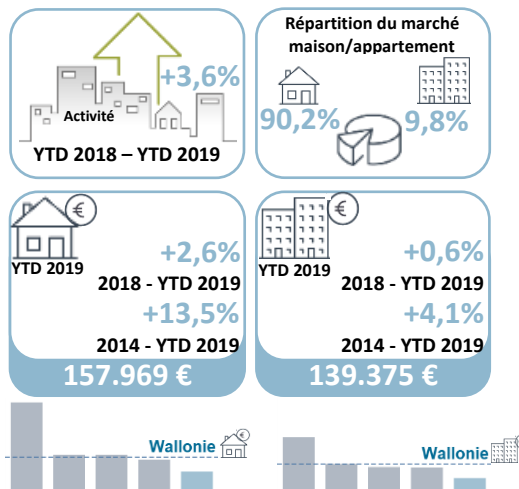 +3,6%
Activité
YTD 2018 – YTD 2019
Répartition du marché
maison/appartement
90,2%
9,8%
€
YTD 2019
+2,6%
2018 - YTD 2019
+13,5%
2014 - YTD 2019
157.969 €
€
YTD 2019
+0,6%
2018 - YTD 2019
+4,1%
2014 - YTD 2019
139.375 €
Wallonie
€
Wallonie